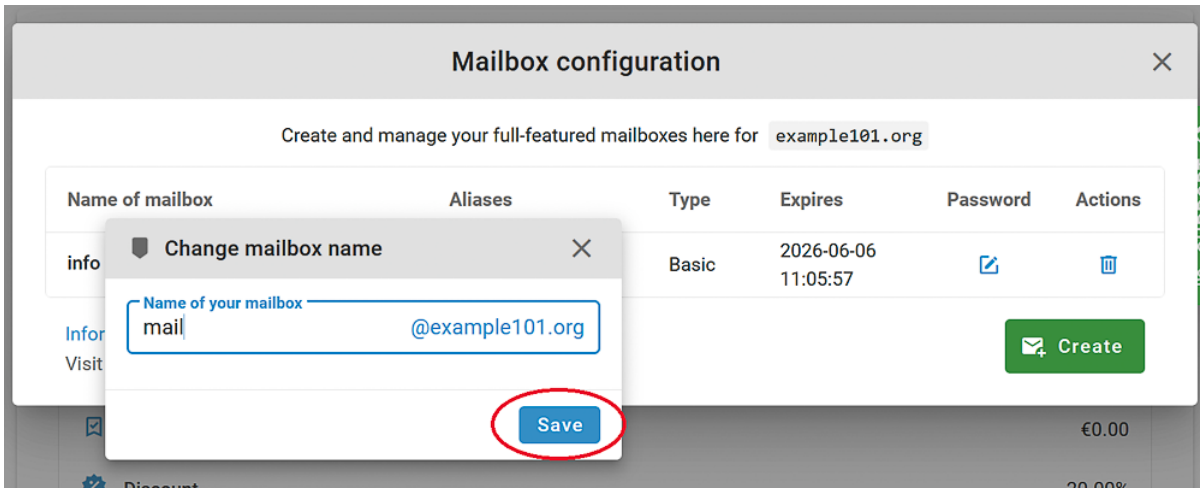 Mailbox configuration
Create and manage your full-featured mailboxes here for example101.org
Name of mailbox Aliases Type Expires Password Actions
info Basic 2026-06-06
11:05:57
Change mailbox name
Name of your mailbox
mail @example101.org
Infor
Visit
Create
Save
€0.00
Discount 20.00%